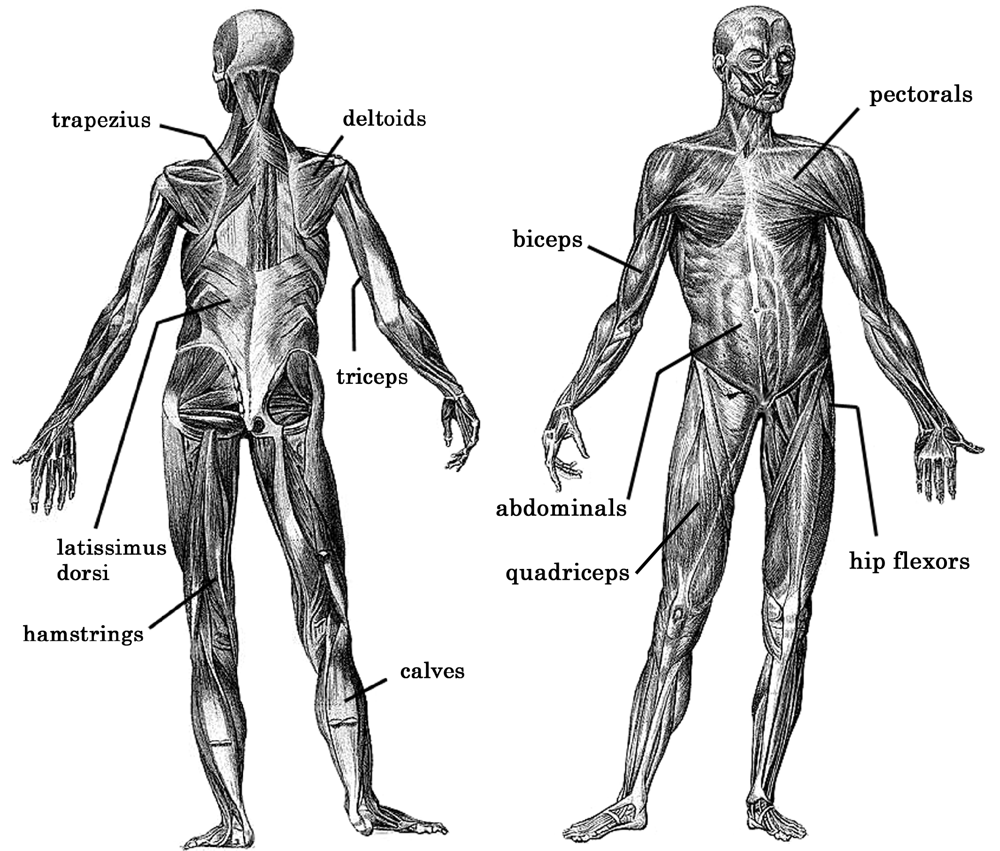 trapezius
deltoids
triceps
latissimus
dorsi
hamstrings
calves
pectorals
biceps
abdominals
quadriceps
hip flexors